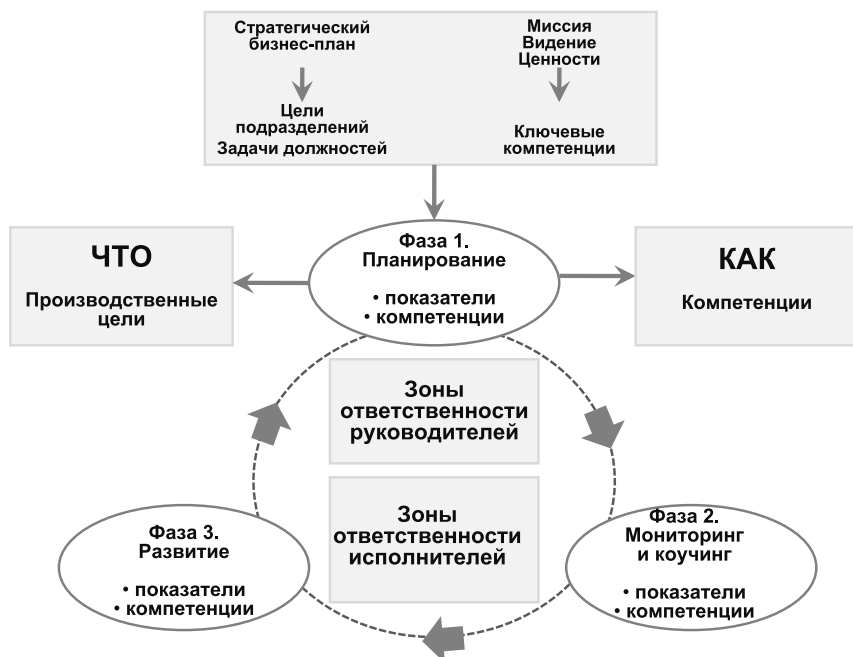 Стратегический
бизнес-план
Цели
подразделений
Задачи должностей
Миссия
Видение
Ценности
Ключевые
компетенции
Фаза 1.
Планирование
• показатели
• компетенции
ЧТО
Производственные
цели
КАК
Компетенции
Зоны
ответственности
руководителей
Зоны
ответственности
исполнителей
Фаза 3.
Развитие
• показатели
• компетенции
Фаза 2.
Мониторинг
и коучинг
• показатели
• компетенции